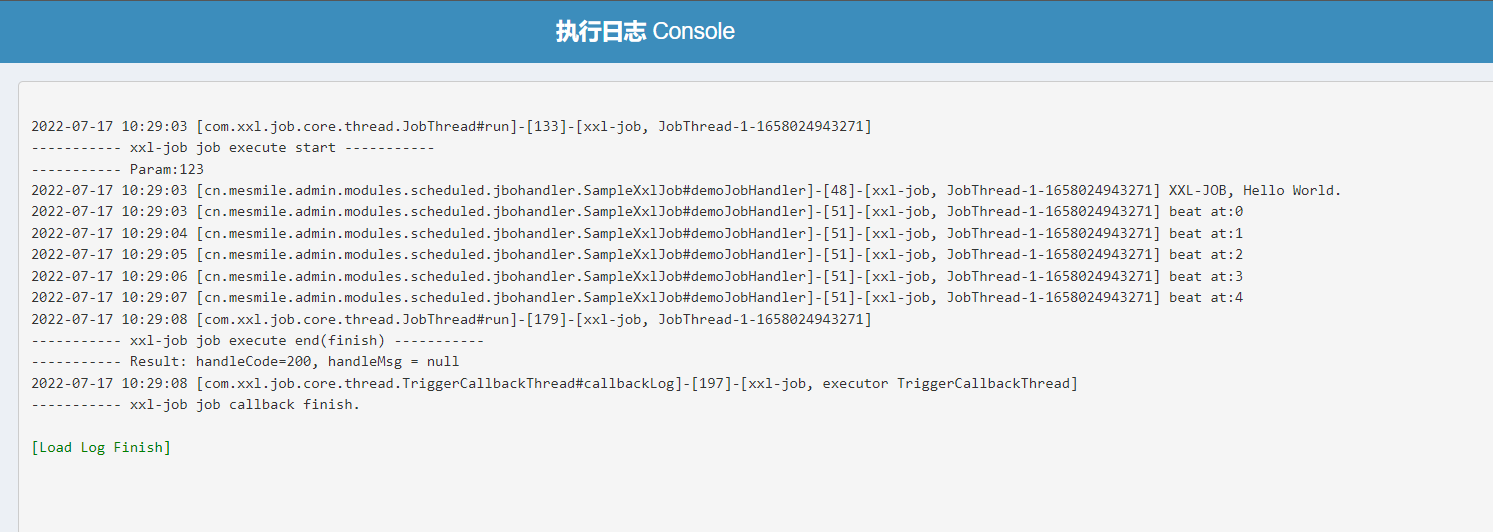 执行日志 Console
2022-07-17 10:29:03 [com.xxl.job.core.thread.JobThread#run]-[133]-[xxl-job, JobThread-1-1658024943271]
----------- xxl-job job execute start -----------
----------- Param:123
2022-07-17 10:29:03 [cn.mesmile.admin.modules.scheduled.jbohandler.SampleXxlJob#demoJobHandler]-[48]-[xxl-job, JobThread-1-1658024943271] XXL-JOB, Hello World.
2022-07-17 10:29:03 [cn.mesmile.admin.modules.scheduled.jbohandler.SampleXxlJob#demoJobHandler]-[51]-[xxl-job, JobThread-1-1658024943271] beat at:0
2022-07-17 10:29:04 [cn.mesmile.admin.modules.scheduled.jbohandler.SampleXxlJob#demoJobHandler]-[51]-[xxl-job, JobThread-1-1658024943271] beat at:1
2022-07-17 10:29:05 [cn.mesmile.admin.modules.scheduled.jbohandler.SampleXxlJob#demoJobHandler]-[51]-[xxl-job, JobThread-1-1658024943271] beat at:2
2022-07-17 10:29:06 [cn.mesmile.admin.modules.scheduled.jbohandler.SampleXxlJob#demoJobHandler]-[51]-[xxl-job, JobThread-1-1658024943271] beat at:3
2022-07-17 10:29:07 [cn.mesmile.admin.modules.scheduled.jbohandler.SampleXxlJob#demoJobHandler]-[51]-[xxl-job, JobThread-1-1658024943271] beat at:4
2022-07-17 10:29:08 [com.xxl.job.core.thread.JobThread#run]-[179]-[xxl-job, JobThread-1-1658024943271]
----------- xxl-job job execute end(finish) -----------
----------- Result: handleCode=200, handleMsg = null
2022-07-17 10:29:08 [com.xxl.job.core.thread.TriggerCallbackThread#callbackLog]-[197]-[xxl-job, executor TriggerCallbackThread]
----------- xxl-job job callback finish.
[Load Log Finish]